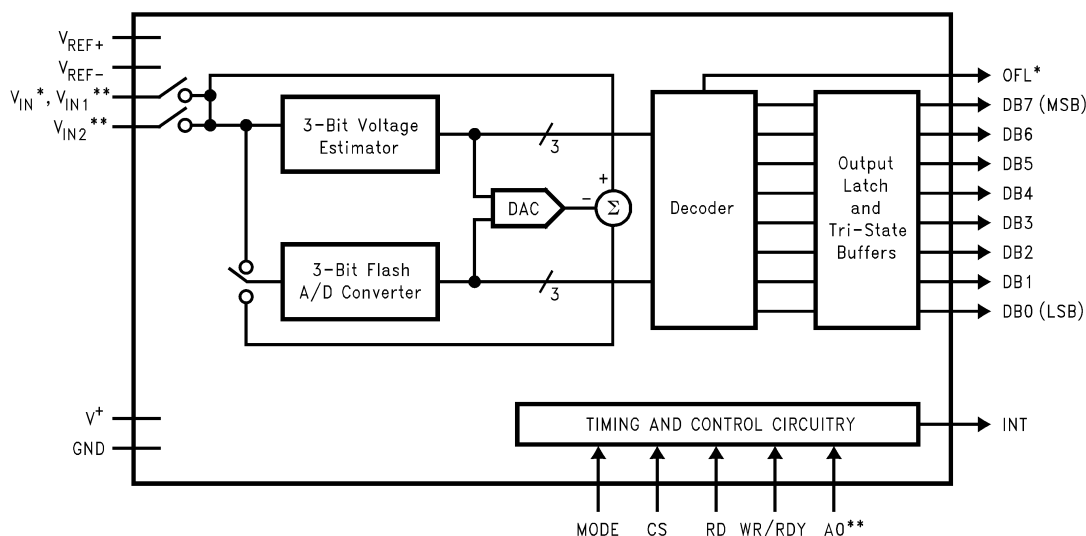 VREF+
VREF-
VIN*, VIN1**
VIN2**
3-Bit Voltage
Estimator
3
DAC
+
-
Σ
3-Bit Flash
A/D Converter
3
Decoder
Output
Latch
and
Tri-State
Buffers
OFL*
DB7 (MSB)
DB6
DB5
DB4
DB3
DB2
DB1
DB0 (LSB)
V+
GND
TIMING AND CONTROL CIRCUITRY
INT
MODE CS RD WR/RDY A0**